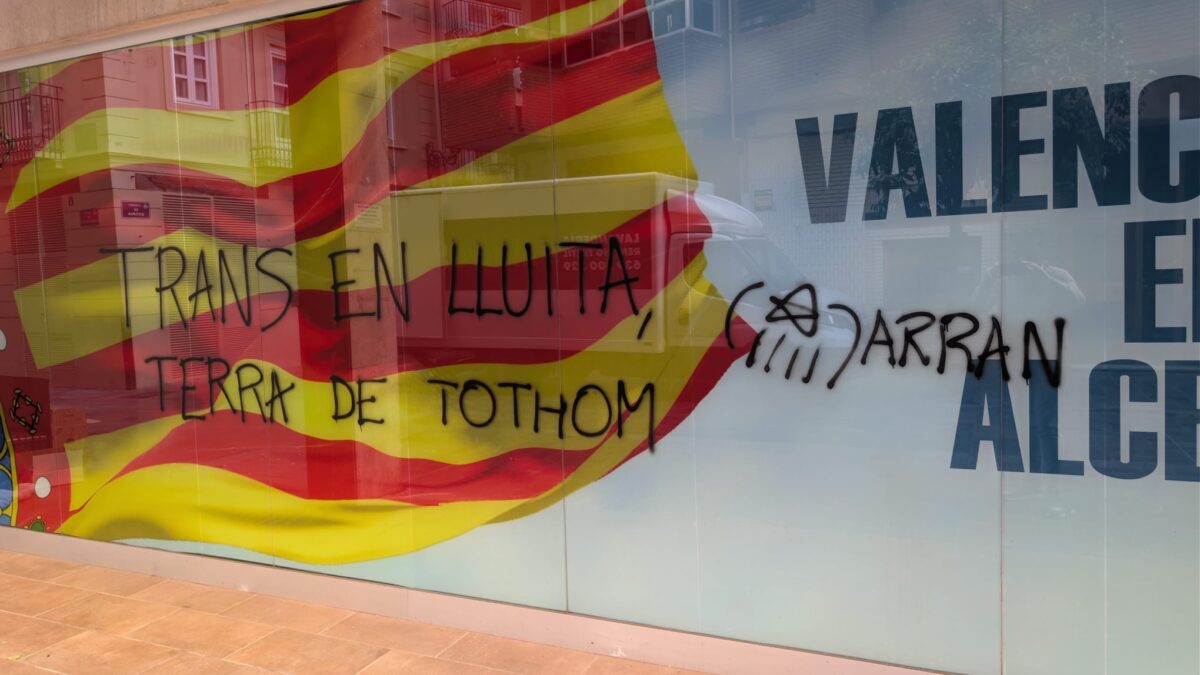 TRANS EN LLUITA,
TERRA DE TOTHOM
ARRAN
VALENC
E
ALCE